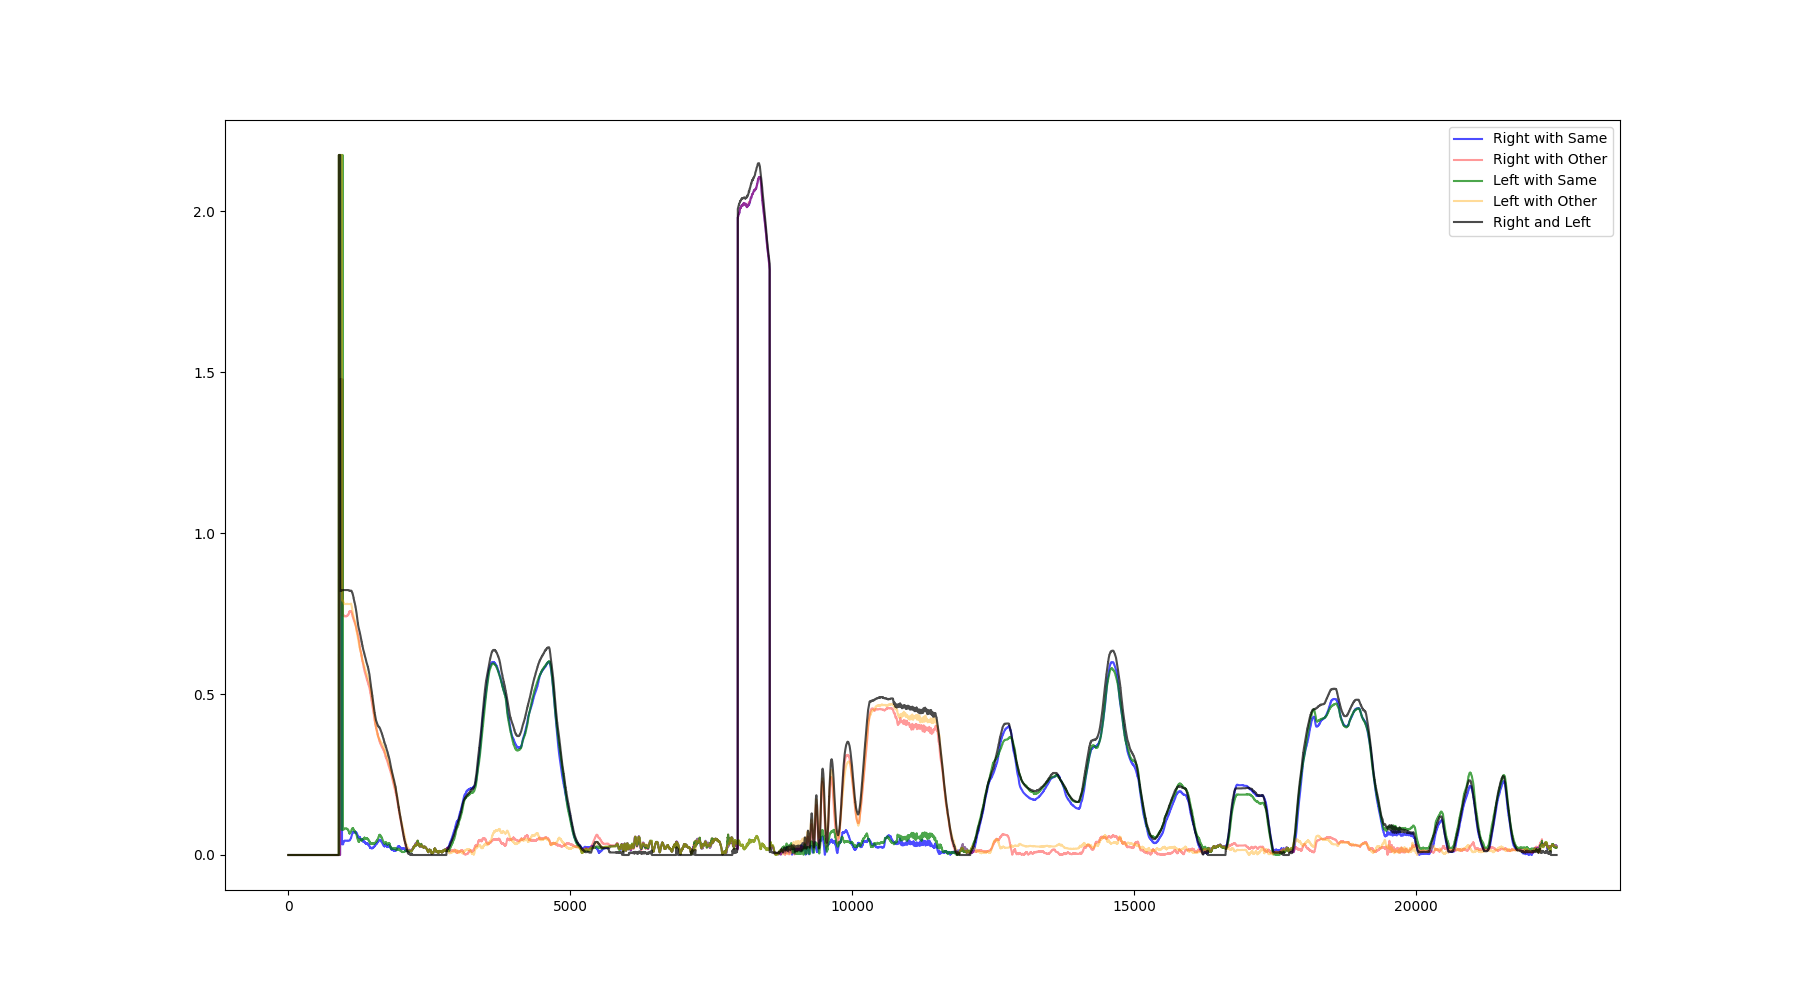 Right with Same
Right with Other
Left with Same
Left with Other
Right and Left
2.0
1.5
1.0
0.5
0.0
0 5000 10000 15000 20000